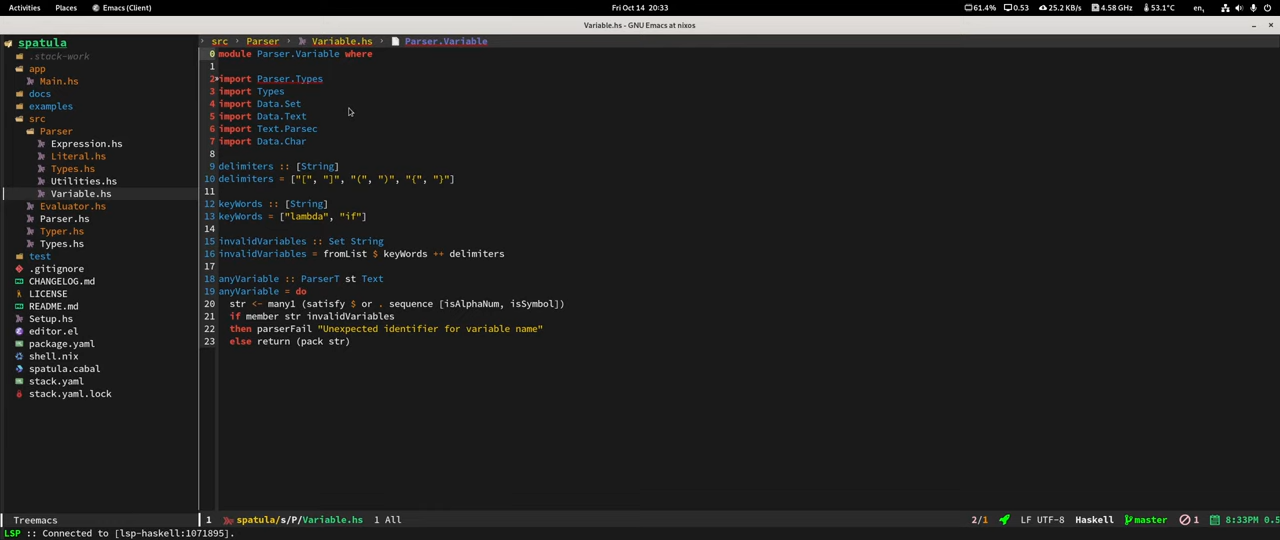 Activities Places Emacs (Client) Fri Oct 14 20:33 61.4% 0.53 25.2 KB/s 4.58 GHz 53.1°C en₁
Variable.hs - GNU Emacs at nixos
spatula
.stack-work
app
Main.hs
docs
examples
src
Parser
Expression.hs
Literal.hs
Types.hs
Utilities.hs
Variable.hs
Evaluator.hs
Parser.hs
Typer.hs
Types.hs
test
.gitignore
CHANGELOG.md
LICENSE
README.md
Setup.hs
editor.el
package.yaml
shell.nix
spatula.cabal
stack.yaml
stack.yaml.lock
› src › Parser › Variable.hs › Parser.Variable
0 module Parser.Variable where
1
2 import Parser.Types
3 import Types
4 import Data.Set
5 import Data.Text
6 import Text.Parsec
7 import Data.Char
8
9 delimiters :: [String]
10 delimiters = ["[", "]", "(", ")", "{", "}"]
11
12 keyWords :: [String]
13 keyWords = ["lambda", "if"]
14
15 invalidVariables :: Set String
16 invalidVariables = fromList $ keyWords ++ delimiters
17
18 anyVariable :: ParserT st Text
19 anyVariable = do
20   str <- many1 (satisfy $ or . sequence [isAlphaNum, isSymbol])
21   if member str invalidVariables
22   then parserFail "Unexpected identifier for variable name"
23   else return (pack str)
Treemacs 1 spatula/s/P/Variable.hs 1 All 2/1 LF UTF-8 Haskell master 1 8:33PM 0.5
LSP :: Connected to [lsp-haskell:1071895].